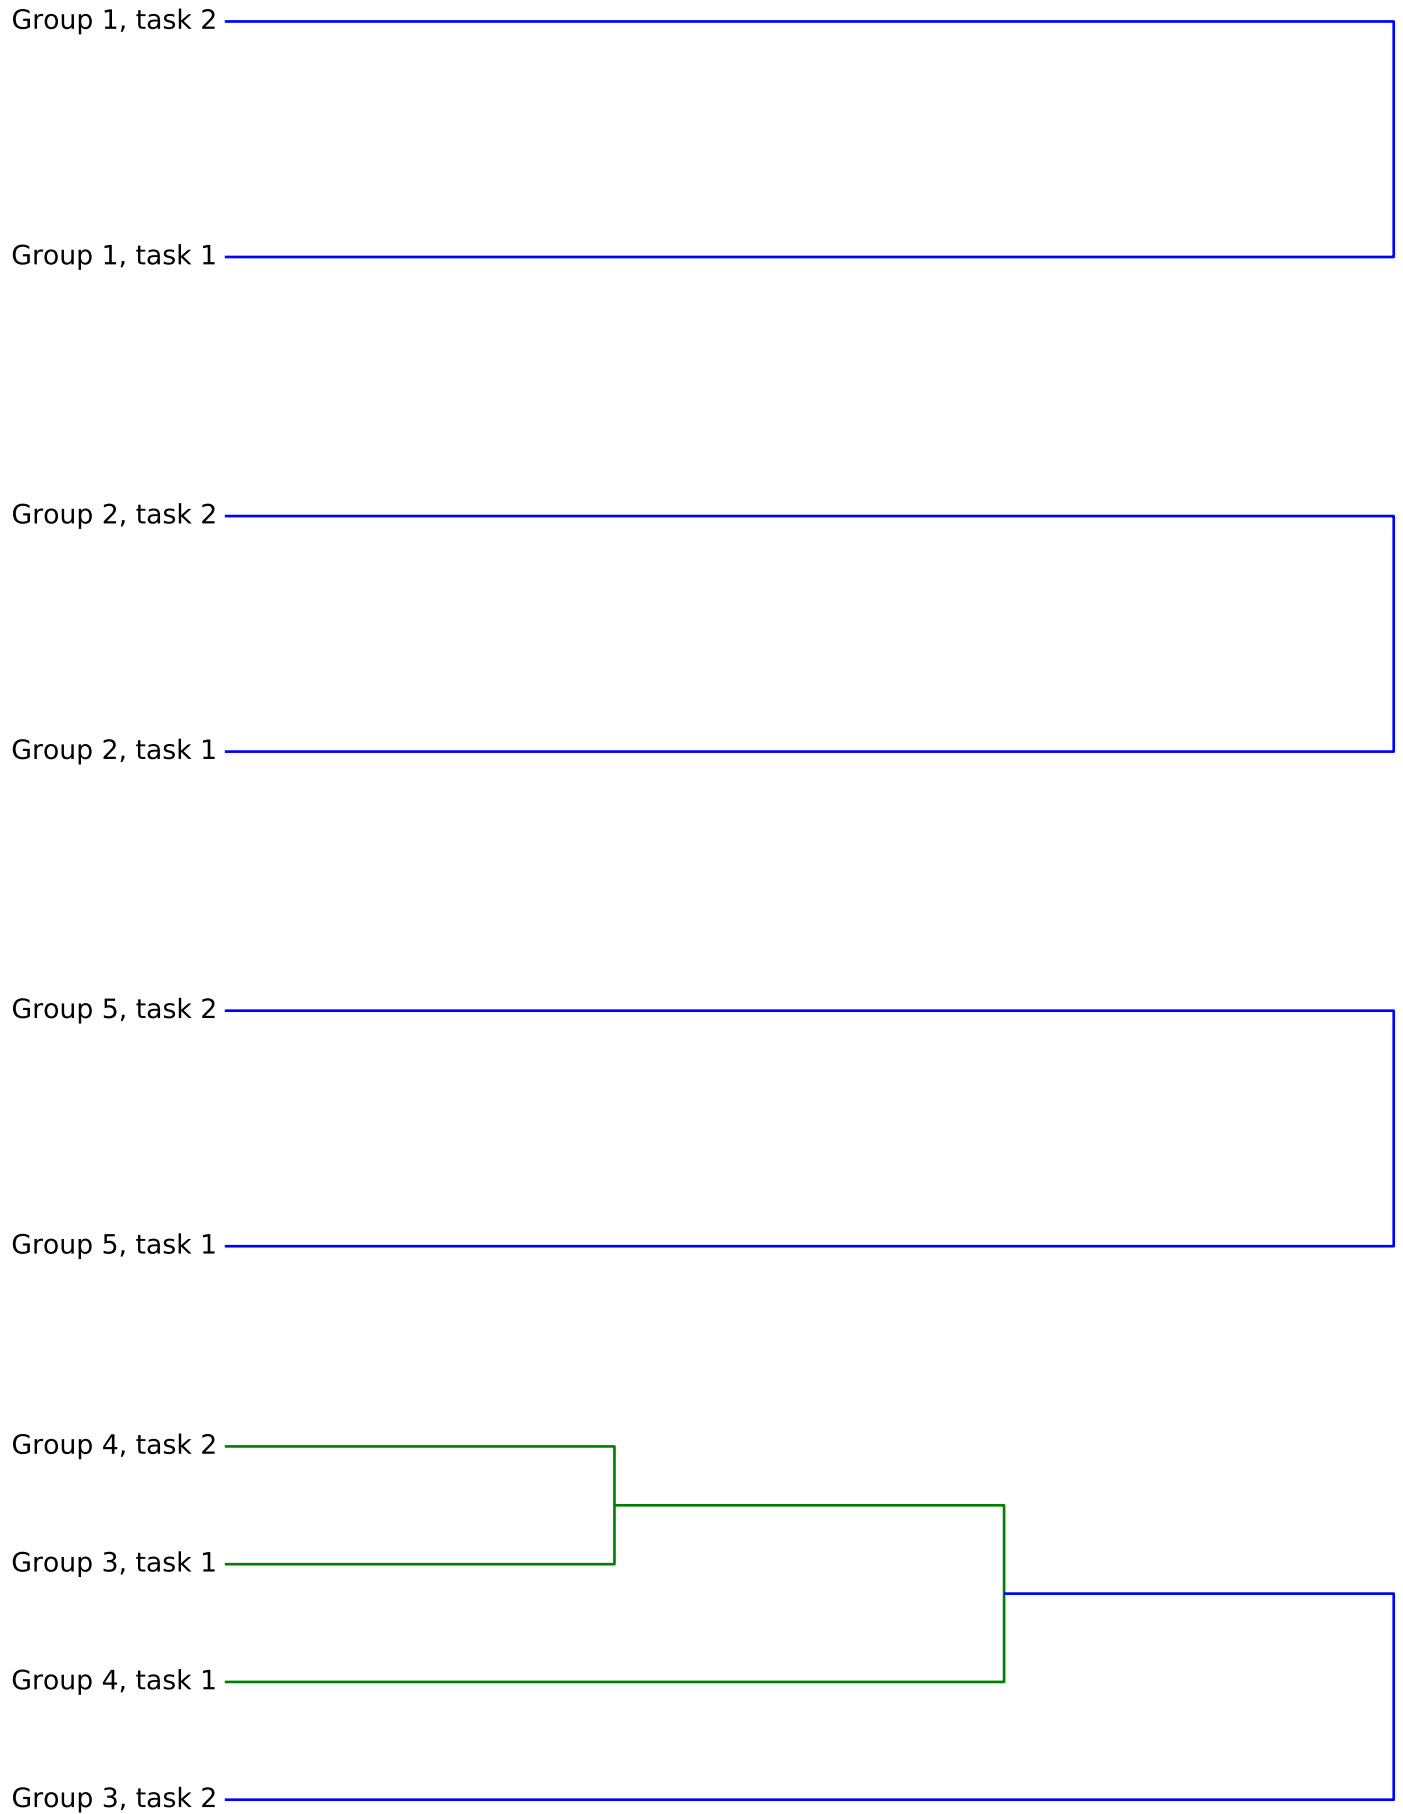 Group 1, task 2
Group 1, task 1
Group 2, task 2
Group 2, task 1
Group 5, task 2
Group 5, task 1
Group 4, task 2
Group 3, task 1
Group 4, task 1
Group 3, task 2